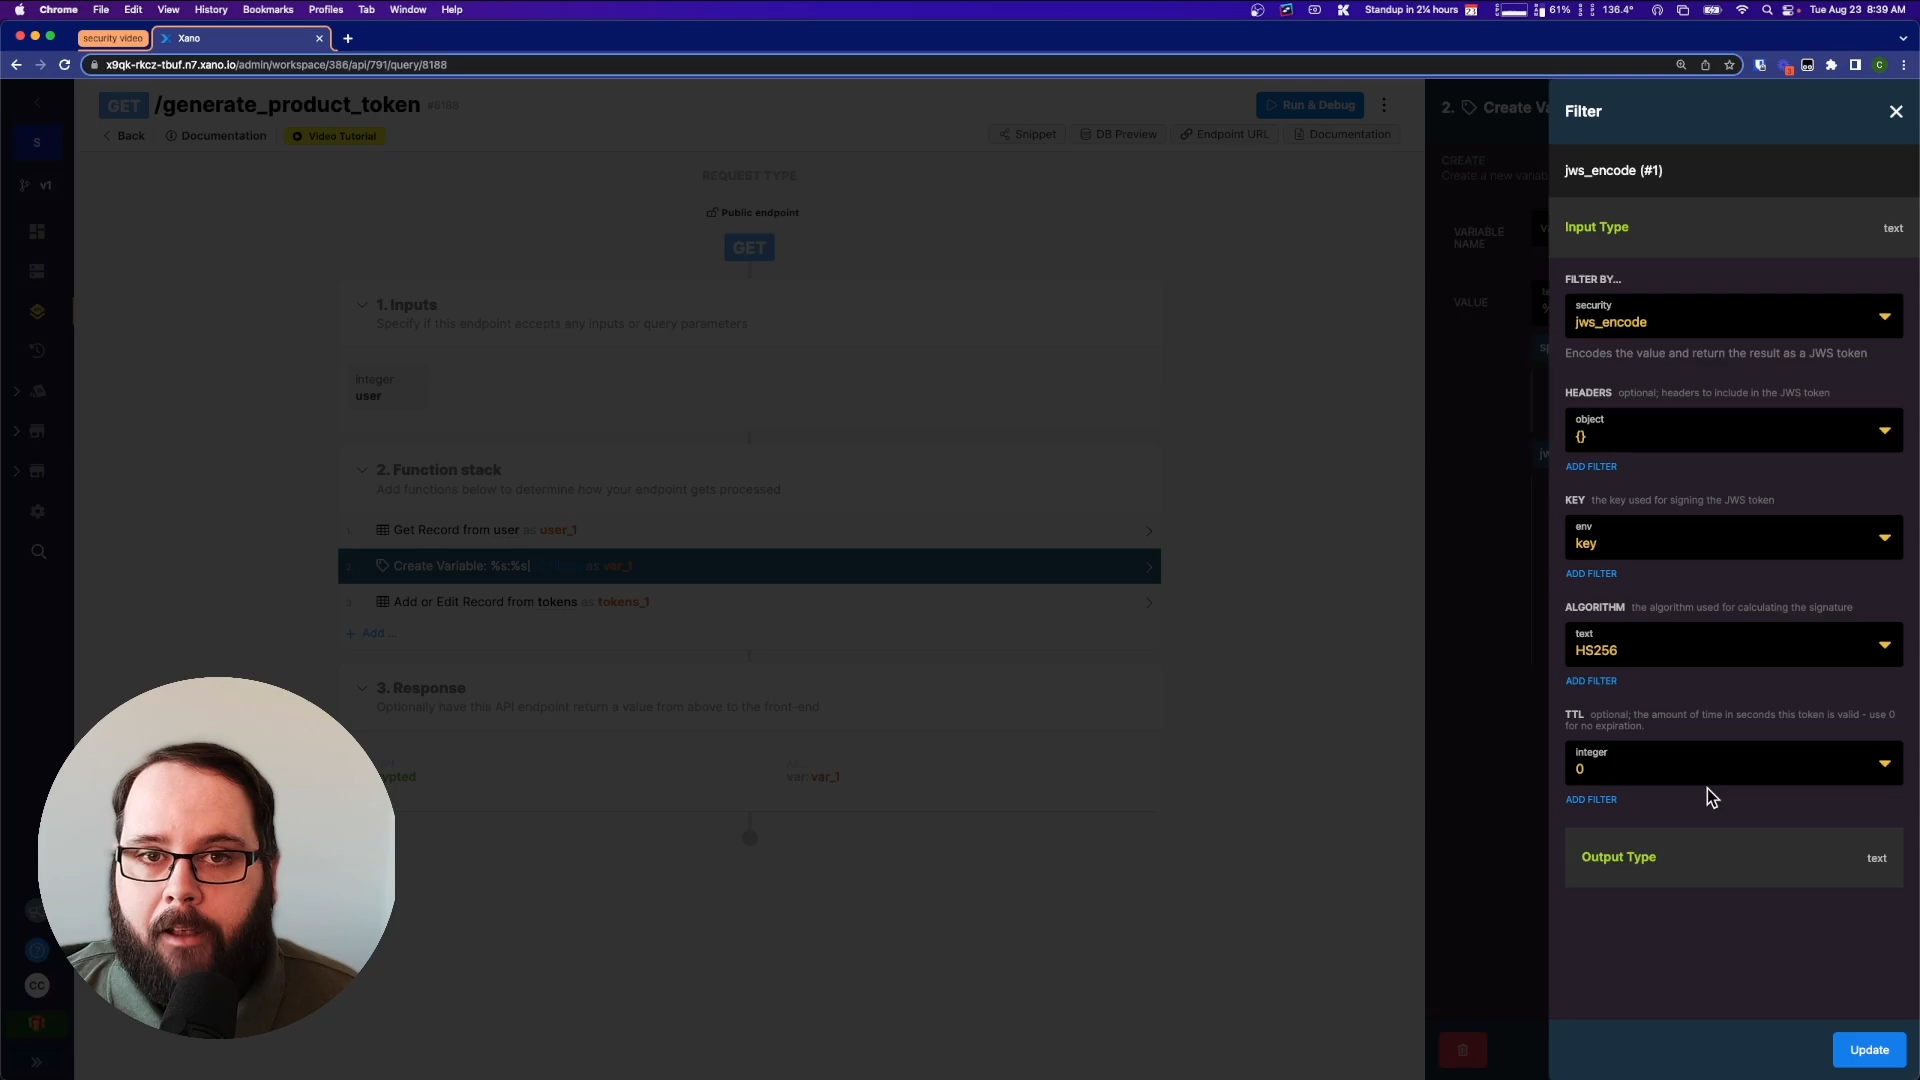 Chrome File Edit View History Bookmarks Profiles Tab Window Help
Standup in 2¼ hours 23 61% 136.4° Tue Aug 23 8:39 AM
security video Xano
x9qk-rkcz-tbuf.n7.xano.io/admin/workspace/386/api/791/query/8188
C
S
v1
GET /generate_product_token #8188
Run & Debug
Back Documentation Video Tutorial
Snippet DB Preview Endpoint URL Documentation
REQUEST TYPE
Public endpoint
GET
1. Inputs
Specify if this endpoint accepts any inputs or query parameters
integer
user
2. Function stack
Add functions below to determine how your endpoint gets processed
1 Get Record from user as user_1
2 Create Variable: %s:%s| as var_1
3 Add or Edit Record from tokens as tokens_1
+ Add ...
3. Response
Optionally have this API endpoint return a value from above to the front-end
ypted
var: var_1
CC
2. Create Va
CREATE
Create a new variab
VARIABLE
NAME
VALUE
Filter
jws_encode (#1)
Input Type text
FILTER BY...
security
jws_encode
Encodes the value and return the result as a JWS token
HEADERS optional; headers to include in the JWS token
object
{}
ADD FILTER
KEY the key used for signing the JWS token
env
key
ADD FILTER
ALGORITHM the algorithm used for calculating the signature
text
HS256
ADD FILTER
TTL optional; the amount of time in seconds this token is valid - use 0
for no expiration.
integer
0
ADD FILTER
Output Type text
Update